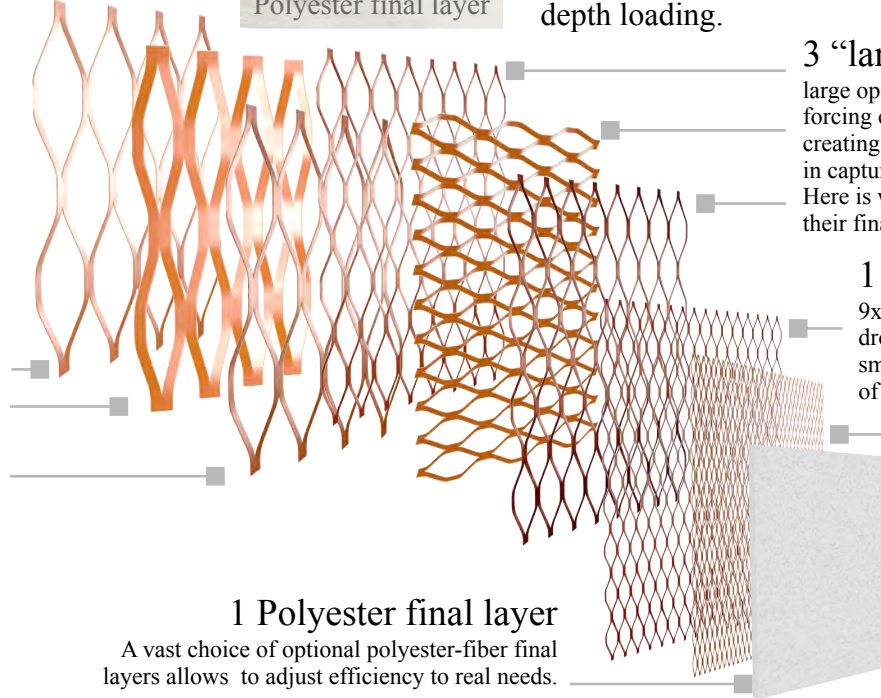 Polyester final layer
depth loading.
3 “lar
large op
forcing
creating
in captu
Here is
their fina
1
9x
dr
sm
of
1 Polyester final layer
A vast choice of optional polyester-fiber final
layers allows to adjust efficiency to real needs.